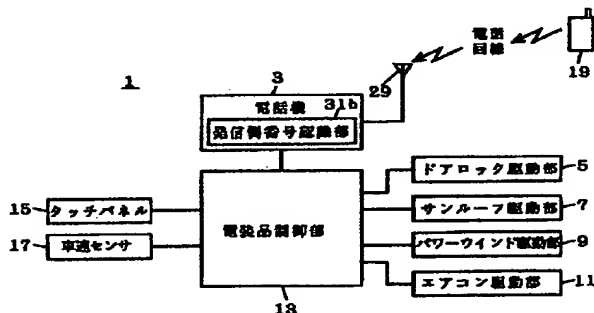 電話
回線
19
29
1
3
電話機
31b
発信側番号認識部
15
タッチパネル
17
車速センサ
電装品制御部
13
ドアロック駆動部
5
サンルーフ駆動部
7
パワーウインド駆動部
9
エアコン駆動部
11